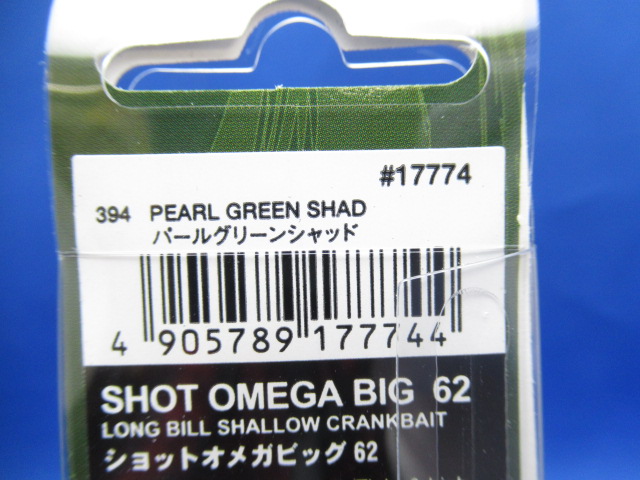 #17774
394 PEARL GREEN SHAD
パールグリーンシャッド
4 905789 177744
SHOT OMEGA BIG 62
LONG BILL SHALLOW CRANKBAIT
ショットオメガビッグ 62